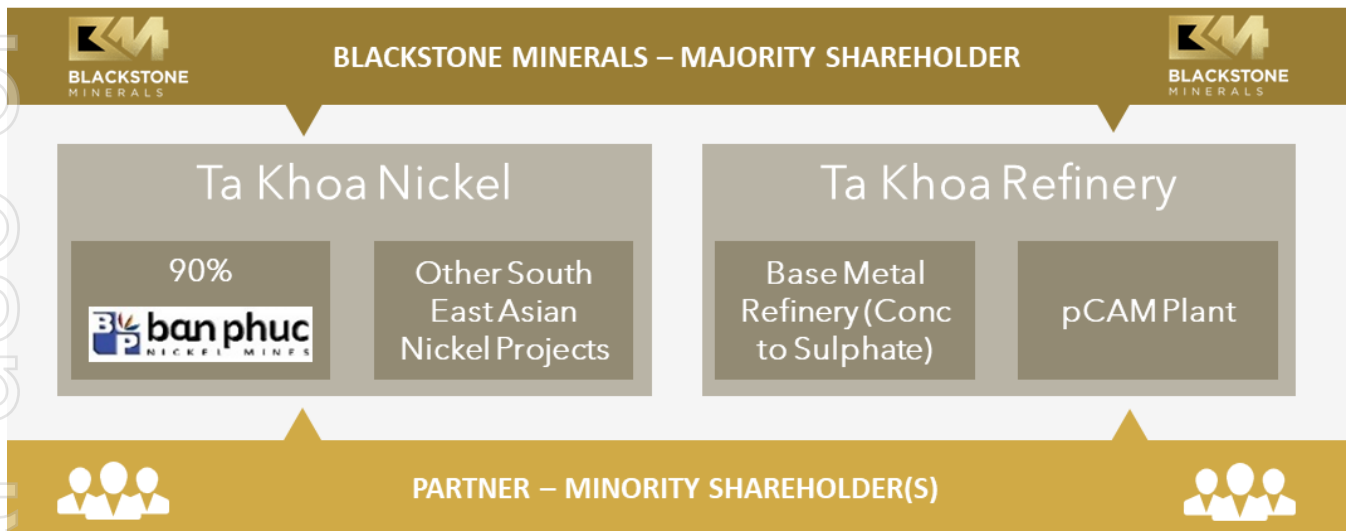 BLACKSTONE
MINERALS
BLACKSTONE MINERALS – MAJORITY SHAREHOLDER
BLACKSTONE
MINERALS
Ta Khoa Nickel
90%
BP ban phuc
NICKEL MINES
Other South
East Asian
Nickel Projects
Ta Khoa Refinery
Base Metal
Refinery (Conc
to Sulphate)
pCAM Plant
PARTNER – MINORITY SHAREHOLDER(S)